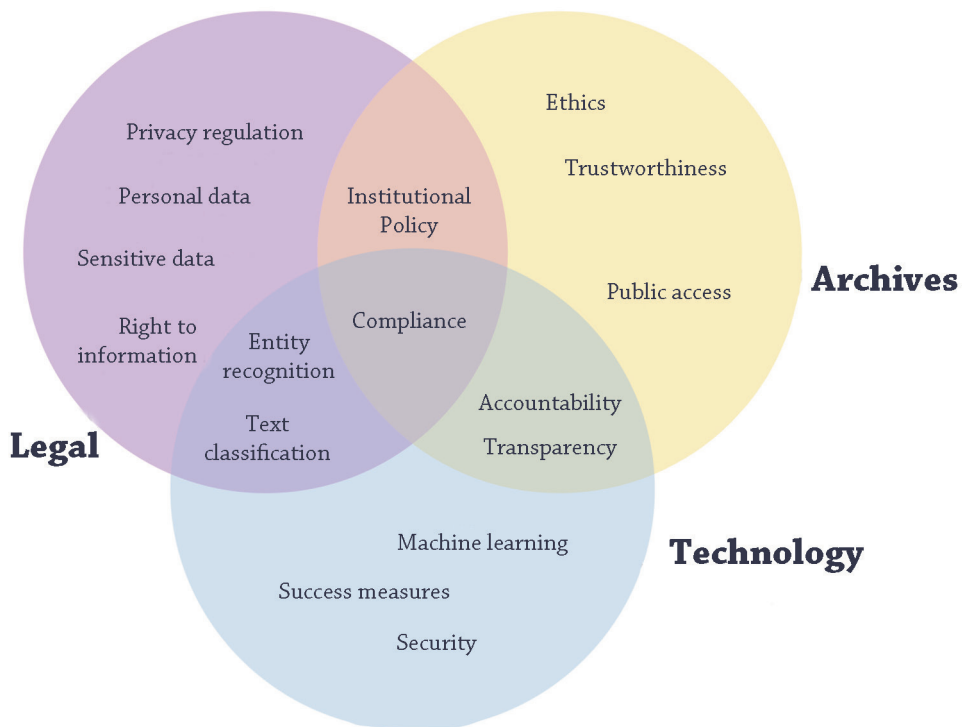 Ethics
Privacy regulation
Trustworthiness
Personal data
Institutional
Policy
Sensitive data
Archives
Public access
Right to
information
Compliance
Entity
recognition
Accountability
Text
classification
Transparency
Legal
Machine learning
Technology
Success measures
Security